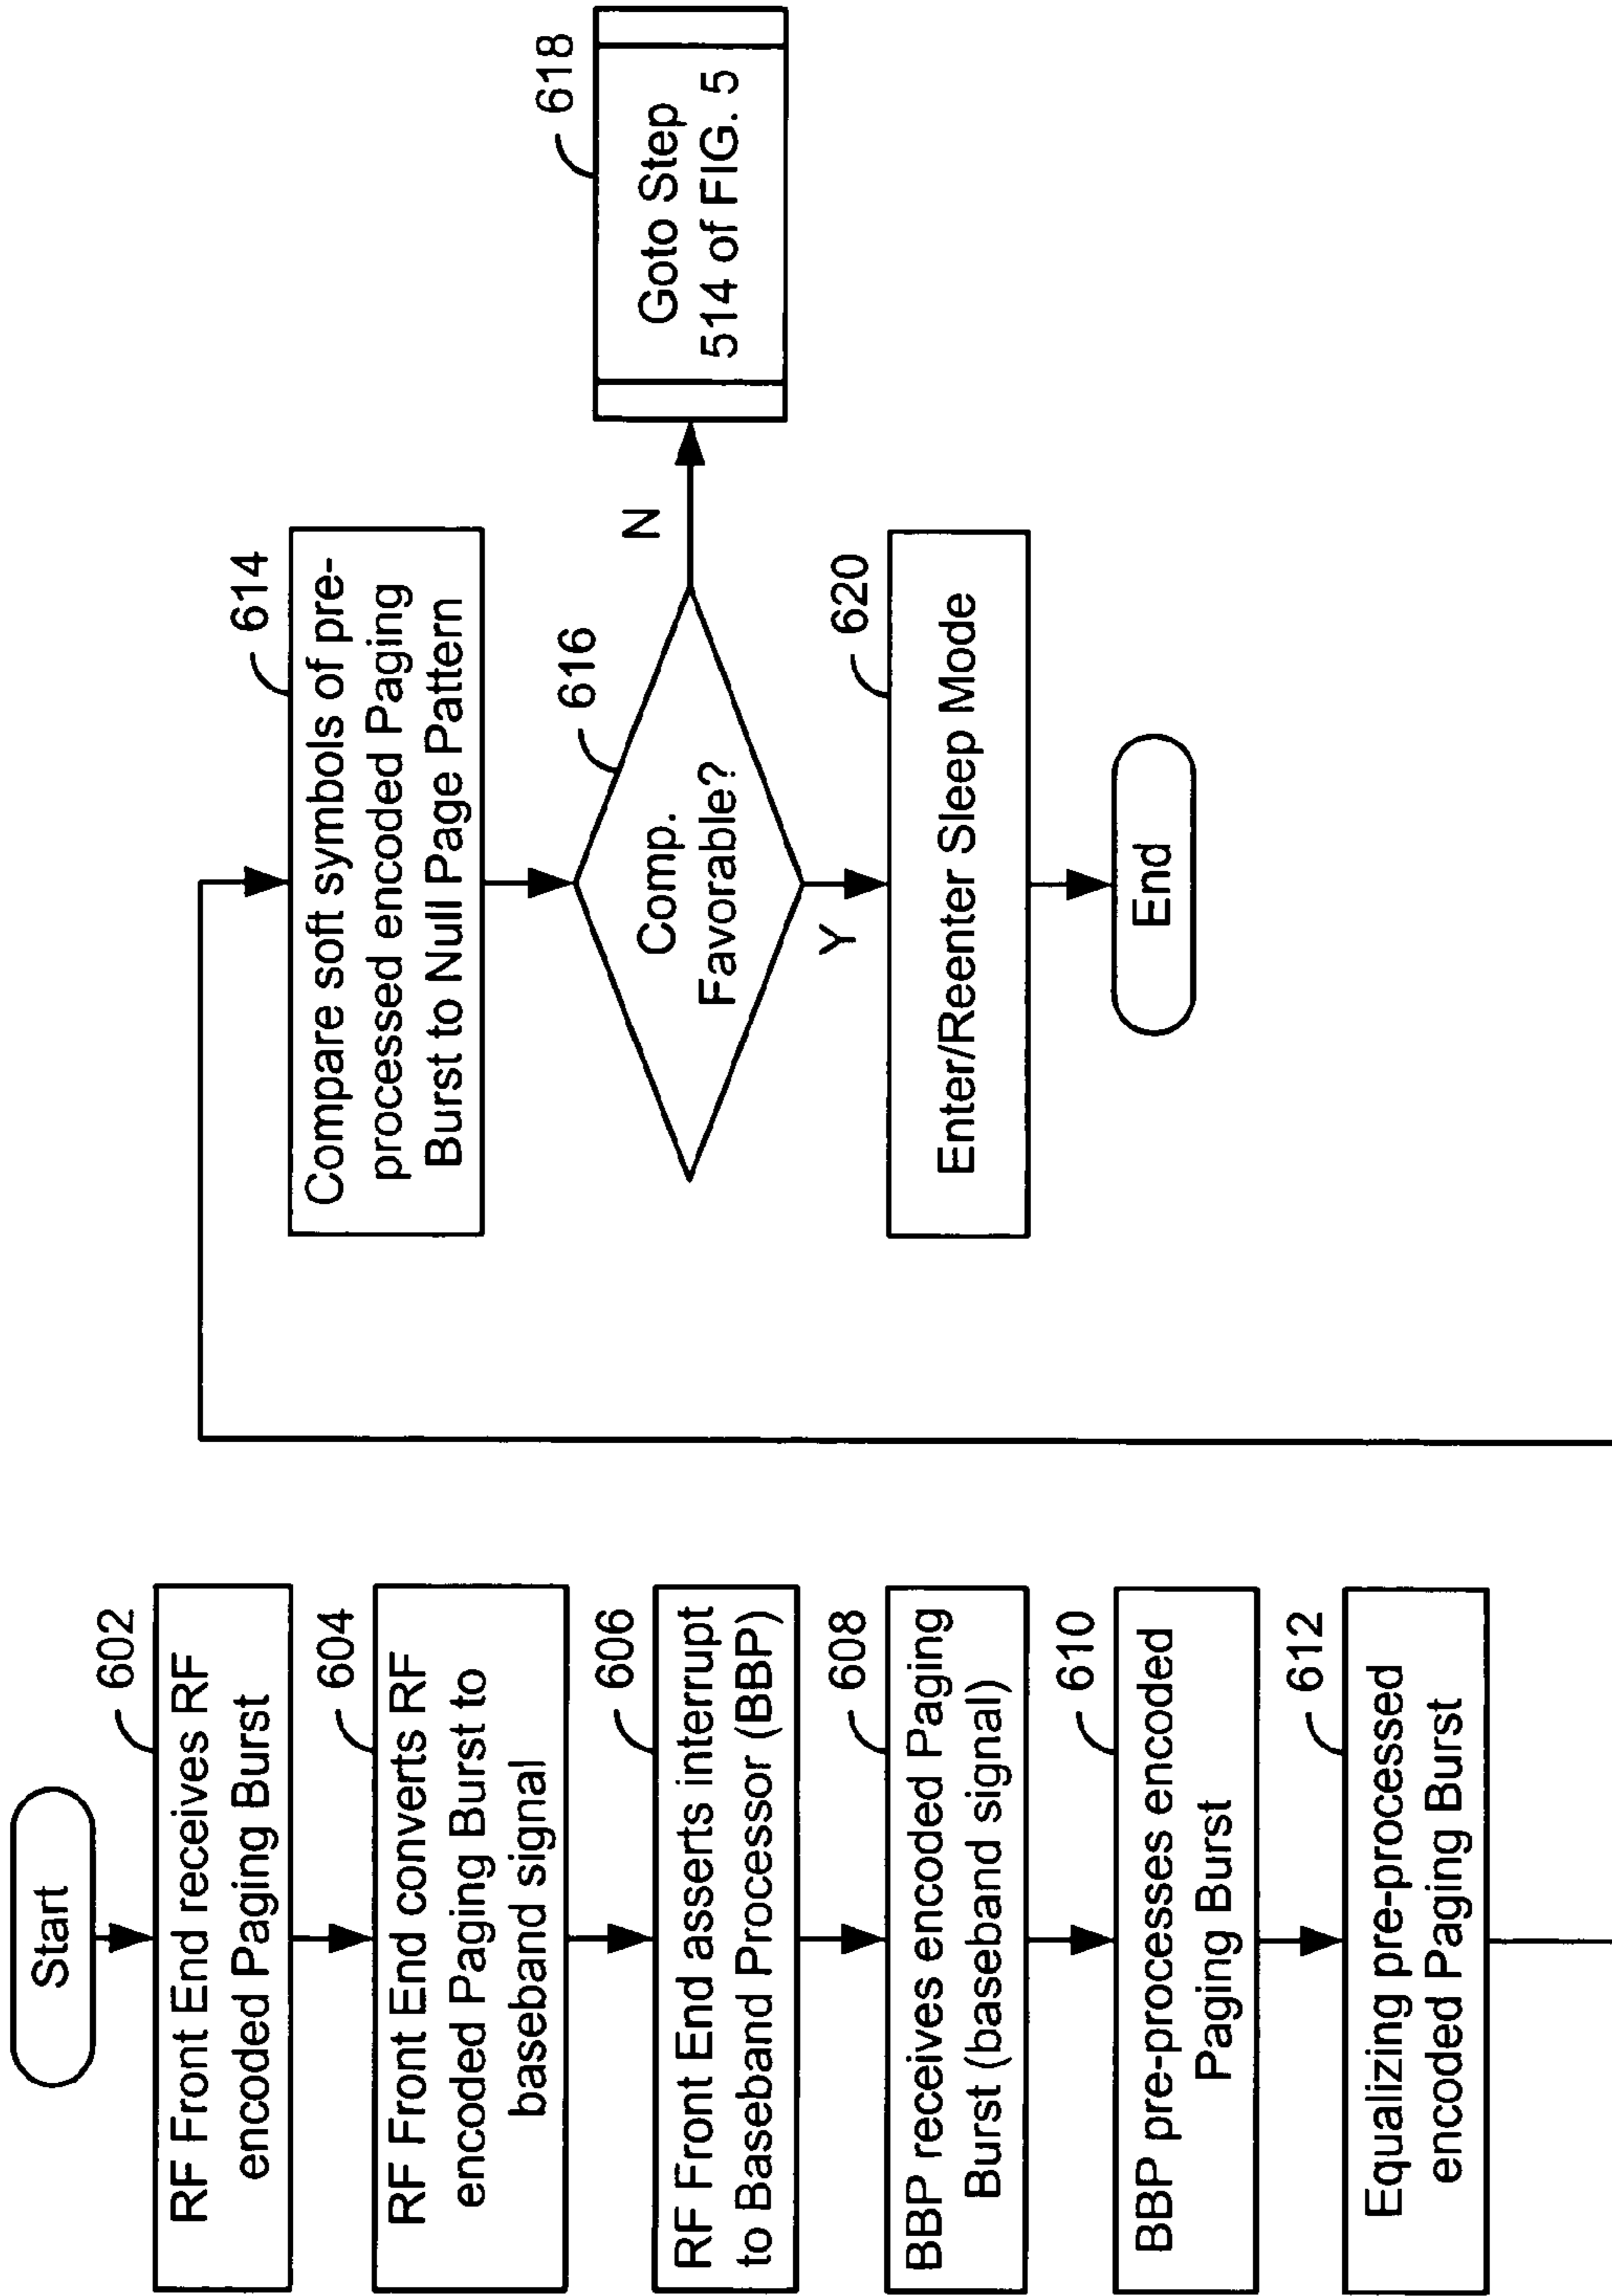 Start
602
RF Front End receives RF
encoded Paging Burst
604
RF Front End converts RF
encoded Paging Burst to
baseband signal
606
RF Front End asserts interrupt
to Baseband Processor (BBP)
608
BBP receives encoded Paging
Burst (baseband signal)
610
BBP pre-processes encoded
Paging Burst
612
Equalizing pre-processed
encoded Paging Burst
614
Compare soft symbols of pre-
processed encoded Paging
Burst to Null Page Pattern
616
Comp.
Favorable?
N
618
Goto Step
514 of FIG. 5
Y
620
Enter/Reenter Sleep Mode
End